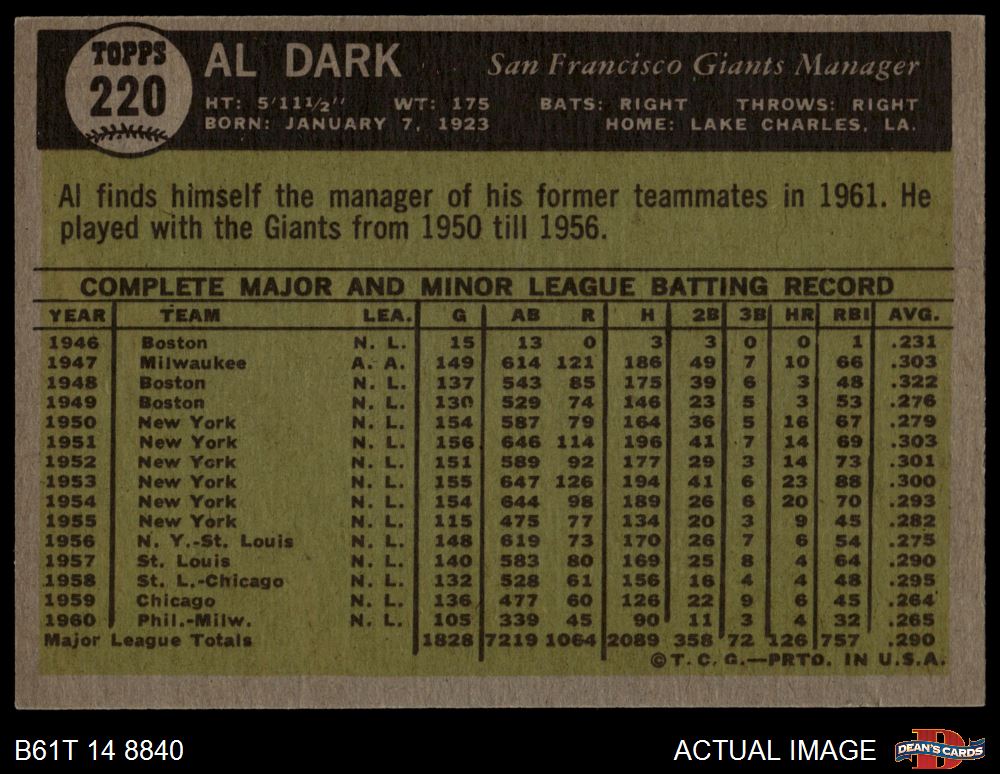 TOPPS
220
AL DARK San Francisco Giants Manager
HT: 5'11½" WT: 175 BATS: RIGHT THROWS: RIGHT
BORN: JANUARY 7, 1923 HOME: LAKE CHARLES, LA.
Al finds himself the manager of his former teammates in 1961. He
played with the Giants from 1950 till 1956.
COMPLETE MAJOR AND MINOR LEAGUE BATTING RECORD
YEAR TEAM LEA. G AB R H 2B 3B HR RBI AVG.
1946 Boston N. L. 15 13 0 3 3 0 0 1 .231
1947 Milwaukee A. A. 149 614 121 186 49 7 10 66 .303
1948 Boston N. L. 137 543 85 175 39 6 3 48 .322
1949 Boston N. L. 130 529 74 146 23 5 3 53 .276
1950 New York N. L. 154 587 79 164 36 5 16 67 .279
1951 New York N. L. 156 646 114 196 41 7 14 69 .303
1952 New York N. L. 151 589 92 177 29 3 14 73 .301
1953 New York N. L. 155 647 126 194 41 6 23 88 .300
1954 New York N. L. 154 644 98 189 26 6 20 70 .293
1955 New York N. L. 115 475 77 134 20 3 9 45 .282
1956 N. Y.-St. Louis N. L. 148 619 73 170 26 7 6 54 .275
1957 St. Louis N. L. 140 583 80 169 25 8 4 64 .290
1958 St. L.-Chicago N. L. 132 528 61 156 16 4 4 48 .295
1959 Chicago N. L. 136 477 60 126 22 9 6 45 .264
1960 Phil.-Milw. N. L. 105 339 45 90 11 3 4 32 .265
Major League Totals 1828 7219 1064 2089 358 72 126 757 .290
© T. C. G.—PRTD. IN U.S.A.
B61T 14 8840 ACTUAL IMAGE DEAN'S CARDS